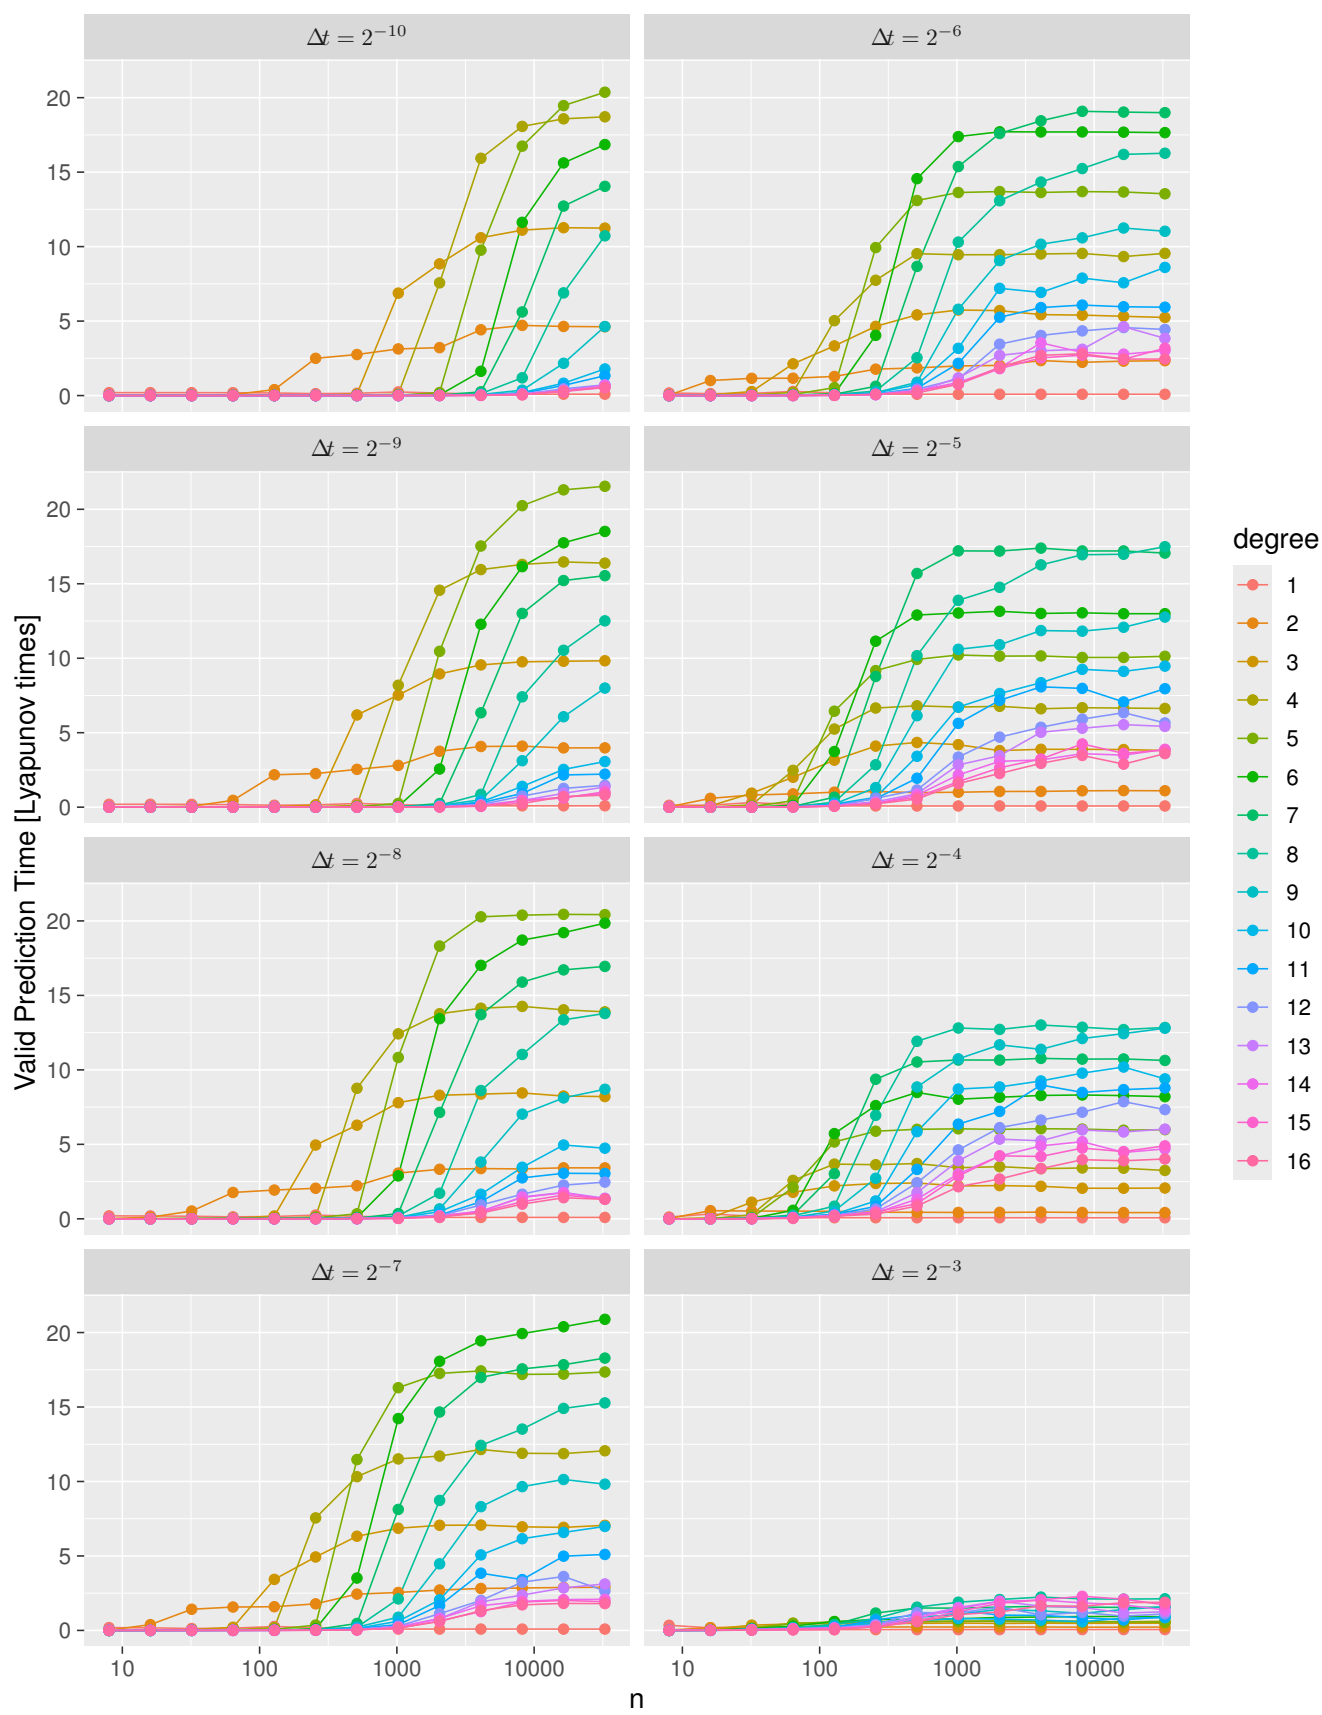 Δt = 2⁻¹⁰
Δt = 2⁻⁶
20
15
10
5
0
Δt = 2⁻⁹
Δt = 2⁻⁵
20
15
10
5
0
Δt = 2⁻⁸
Δt = 2⁻⁴
20
15
10
5
0
Δt = 2⁻⁷
Δt = 2⁻³
20
15
10
5
0
10 100 1000 10000
10 100 1000 10000
n
Valid Prediction Time [Lyapunov times]
degree
1
2
3
4
5
6
7
8
9
10
11
12
13
14
15
16